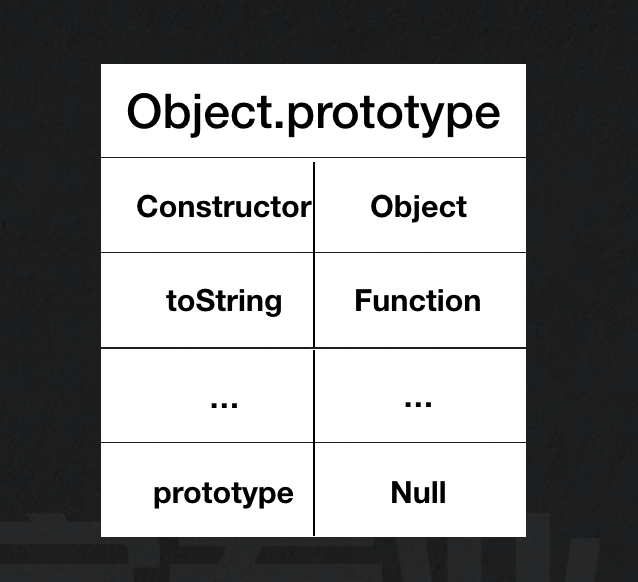 Object.prototype
Constructor Object
toString Function
... ...
prototype Null